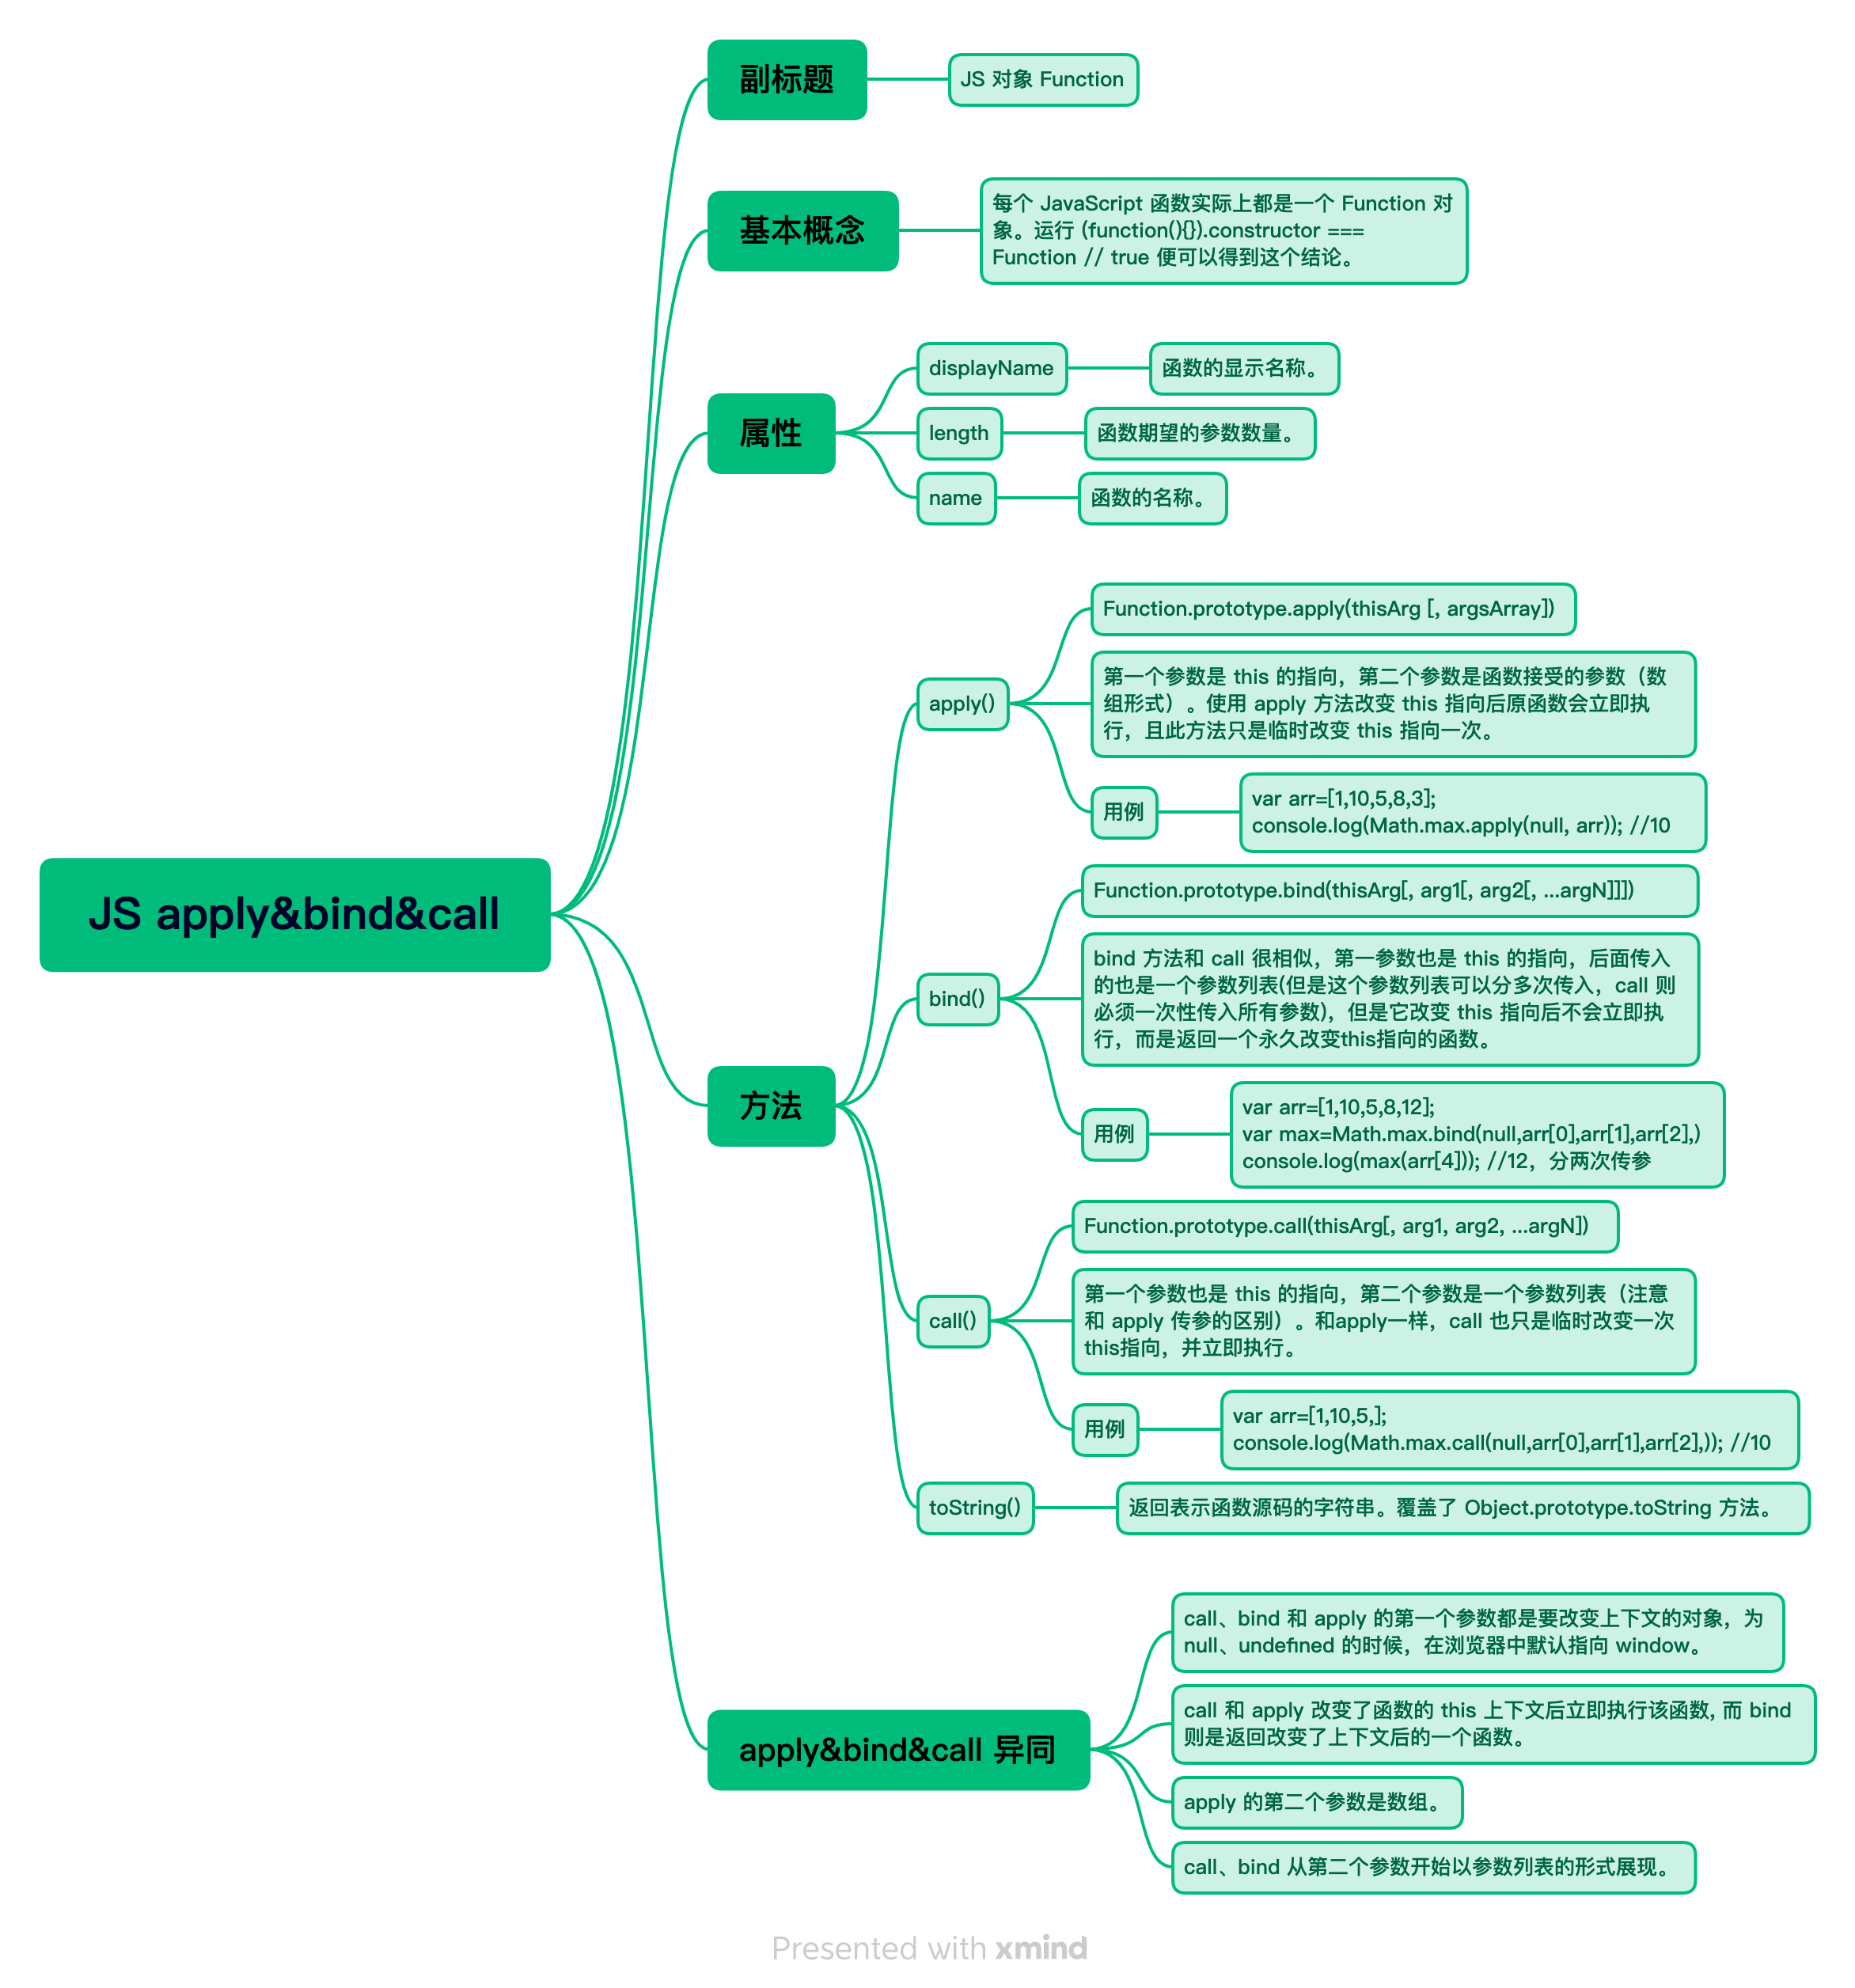 副标题
JS 对象 Function
基本概念
每个 JavaScript 函数实际上都是一个 Function 对
象。运行 (function(){}).constructor ===
Function // true 便可以得到这个结论。
属性
displayName
函数的显示名称。
length
函数期望的参数数量。
name
函数的名称。
JS apply&bind&call
方法
apply()
Function.prototype.apply(thisArg [, argsArray])
第一个参数是 this 的指向，第二个参数是函数接受的参数（数
组形式）。使用 apply 方法改变 this 指向后原函数会立即执
行，且此方法只是临时改变 this 指向一次。
用例
var arr=[1,10,5,8,3];
console.log(Math.max.apply(null, arr)); //10
bind()
Function.prototype.bind(thisArg[, arg1[, arg2[, ...argN]]])
bind 方法和 call 很相似，第一参数也是 this 的指向，后面传入
的也是一个参数列表(但是这个参数列表可以分多次传入，call 则
必须一次性传入所有参数)，但是它改变 this 指向后不会立即执
行，而是返回一个永久改变this指向的函数。
用例
var arr=[1,10,5,8,12];
var max=Math.max.bind(null,arr[0],arr[1],arr[2],)
console.log(max(arr[4])); //12，分两次传参
call()
Function.prototype.call(thisArg[, arg1, arg2, ...argN])
第一个参数也是 this 的指向，第二个参数是一个参数列表（注意
和 apply 传参的区别）。和apply一样，call 也只是临时改变一次
this指向，并立即执行。
用例
var arr=[1,10,5,];
console.log(Math.max.call(null,arr[0],arr[1],arr[2],)); //10
toString()
返回表示函数源码的字符串。覆盖了 Object.prototype.toString 方法。
apply&bind&call 异同
call、bind 和 apply 的第一个参数都是要改变上下文的对象，为
null、undefined 的时候，在浏览器中默认指向 window。
call 和 apply 改变了函数的 this 上下文后立即执行该函数, 而 bind
则是返回改变了上下文后的一个函数。
apply 的第二个参数是数组。
call、bind 从第二个参数开始以参数列表的形式展现。
Presented with xmind